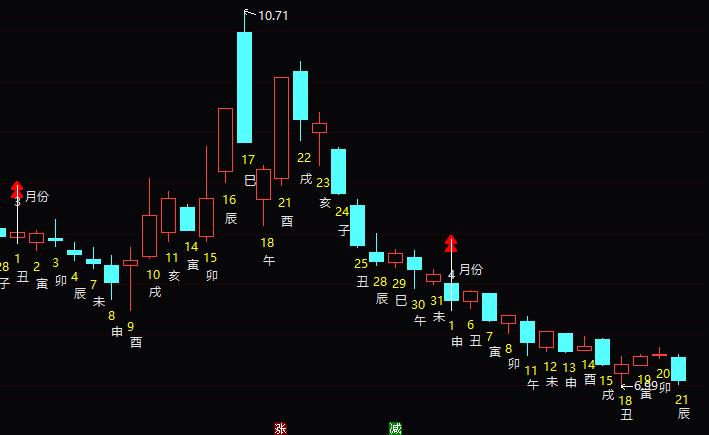 10.71
3 月份
4 月份
28 子
1 丑
2 寅
3 卯
4 辰
7 未
8 申
9 酉
10 戌
11 亥
14 寅
15 卯
16 辰
17 巳
18 午
21 酉
22 戌
23 亥
24 子
25 丑
28 辰
29 巳
30 午
31 未
1 申
6 丑
7 寅
8 卯
11 午
12 未
13 申
14 酉
15 戌
18 丑
19 寅
20 卯
21 辰
6.99
涨
减